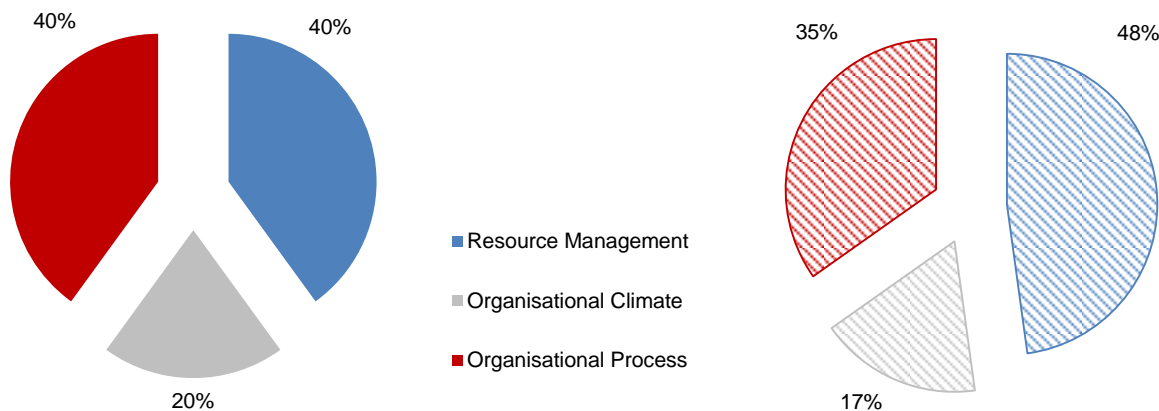 40%
40%
20%
Resource Management
Organisational Climate
Organisational Process
35%
48%
17%